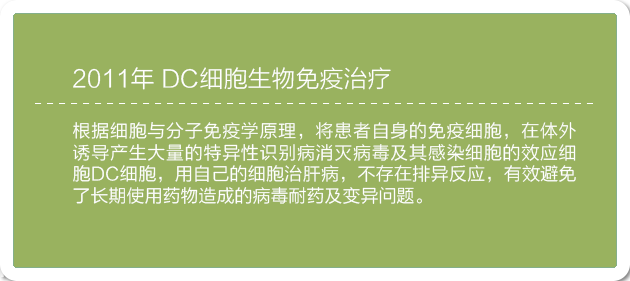 2011年 DC细胞生物免疫治疗
根据细胞与分子免疫学原理，将患者自身的免疫细胞，在体外
诱导产生大量的特异性识别病消灭病毒及其感染细胞的效应细
胞DC细胞，用自己的细胞治肝病，不存在排异反应，有效避免
了长期使用药物造成的病毒耐药及变异问题。